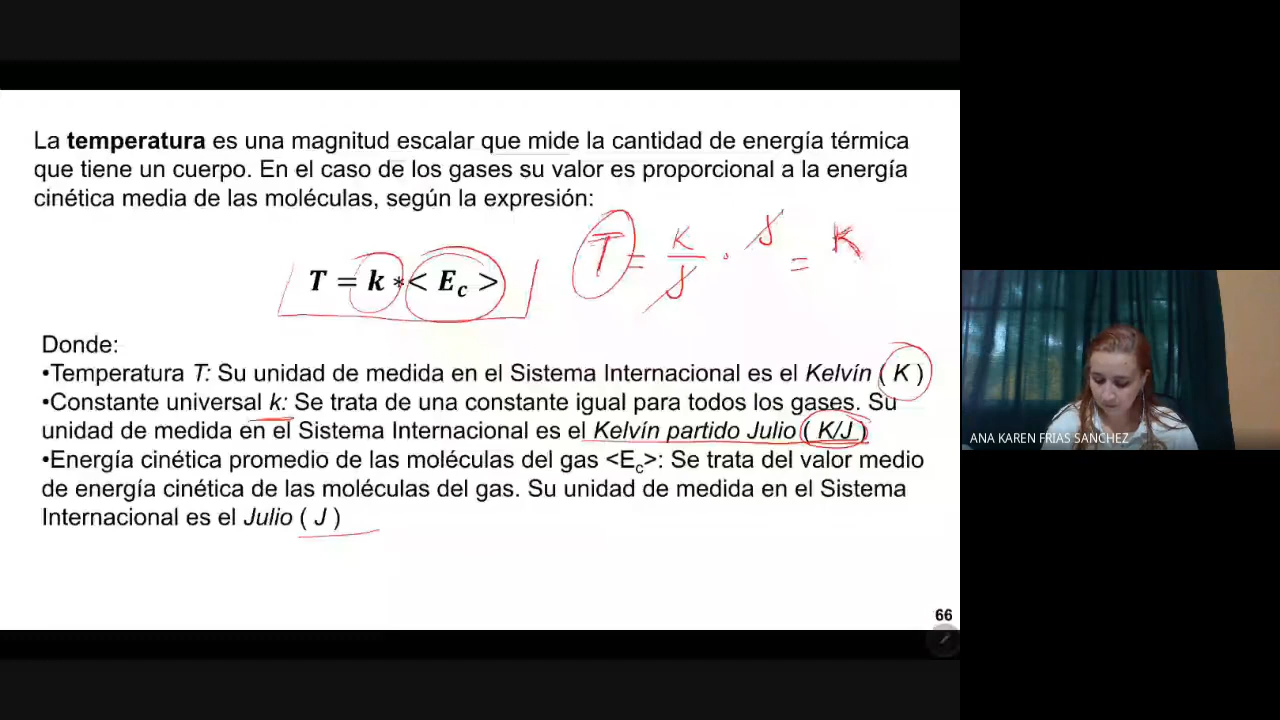 La temperatura es una magnitud escalar que mide la cantidad de energía térmica
que tiene un cuerpo. En el caso de los gases su valor es proporcional a la energía
cinética media de las moléculas, según la expresión:
T = k ∗< E_c >
T = K/J · J = K
Donde:
•Temperatura T: Su unidad de medida en el Sistema Internacional es el Kelvín ( K )
•Constante universal k: Se trata de una constante igual para todos los gases. Su
unidad de medida en el Sistema Internacional es el Kelvín partido Julio ( K/J )
•Energía cinética promedio de las moléculas del gas <E_c>: Se trata del valor medio
de energía cinética de las moléculas del gas. Su unidad de medida en el Sistema
Internacional es el Julio ( J )
66
ANA KAREN FRIAS SANCHEZ